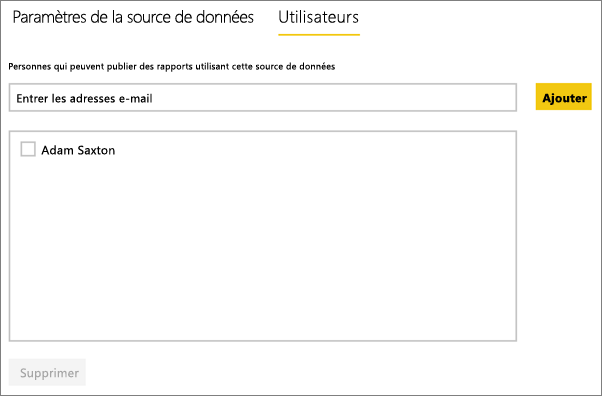 Paramètres de la source de données Utilisateurs
Personnes qui peuvent publier des rapports utilisant cette source de données
Entrer les adresses e-mail Ajouter
Adam Saxton
Supprimer